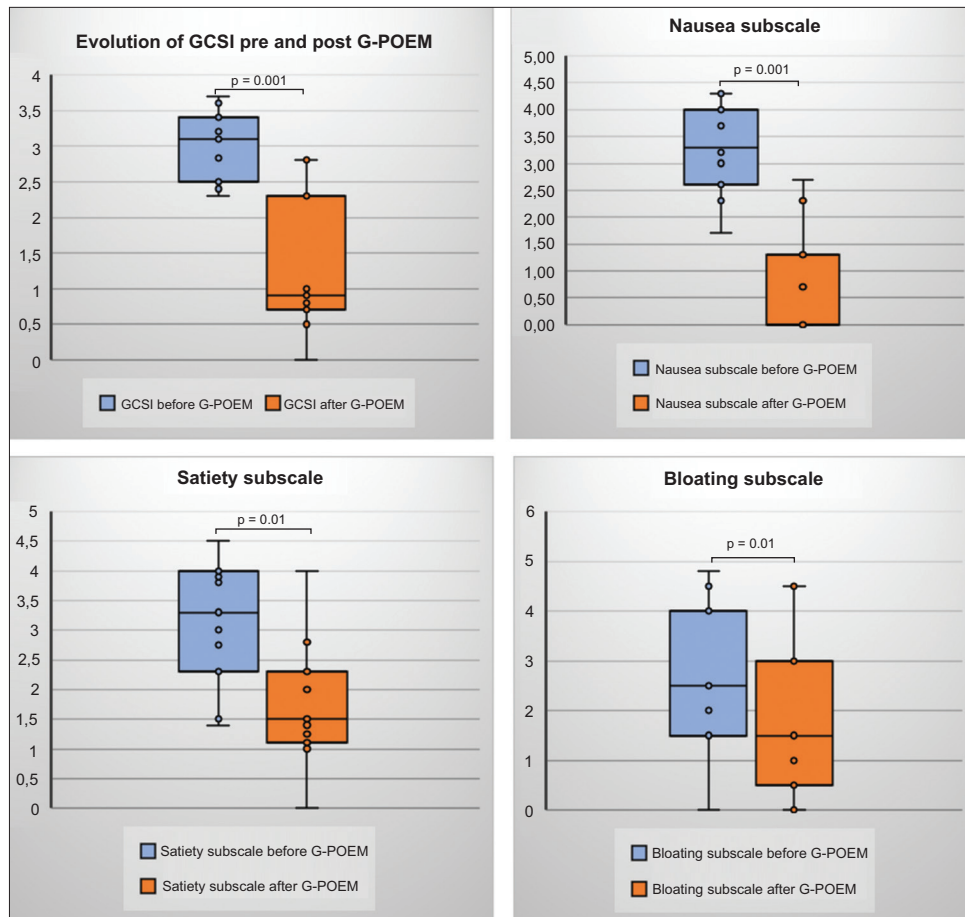 Evolution of GCSI pre and post G-POEM
p = 0.001
4
3,5
3
2,5
2
1,5
1
0,5
0
GCSI before G-POEM GCSI after G-POEM
Nausea subscale
p = 0.001
5,00
4,50
4,00
3,50
3,00
2,50
2,00
1,50
1,00
0,50
0,00
Nausea subscale before G-POEM
Nausea subscale after G-POEM
Satiety subscale
p = 0.01
5
4,5
4
3,5
3
2,5
2
1,5
1
0,5
0
Satiety subscale before G-POEM
Satiety subscale after G-POEM
Bloating subscale
p = 0.01
6
5
4
3
2
1
0
Bloating subscale before G-POEM
Bloating subscale after G-POEM